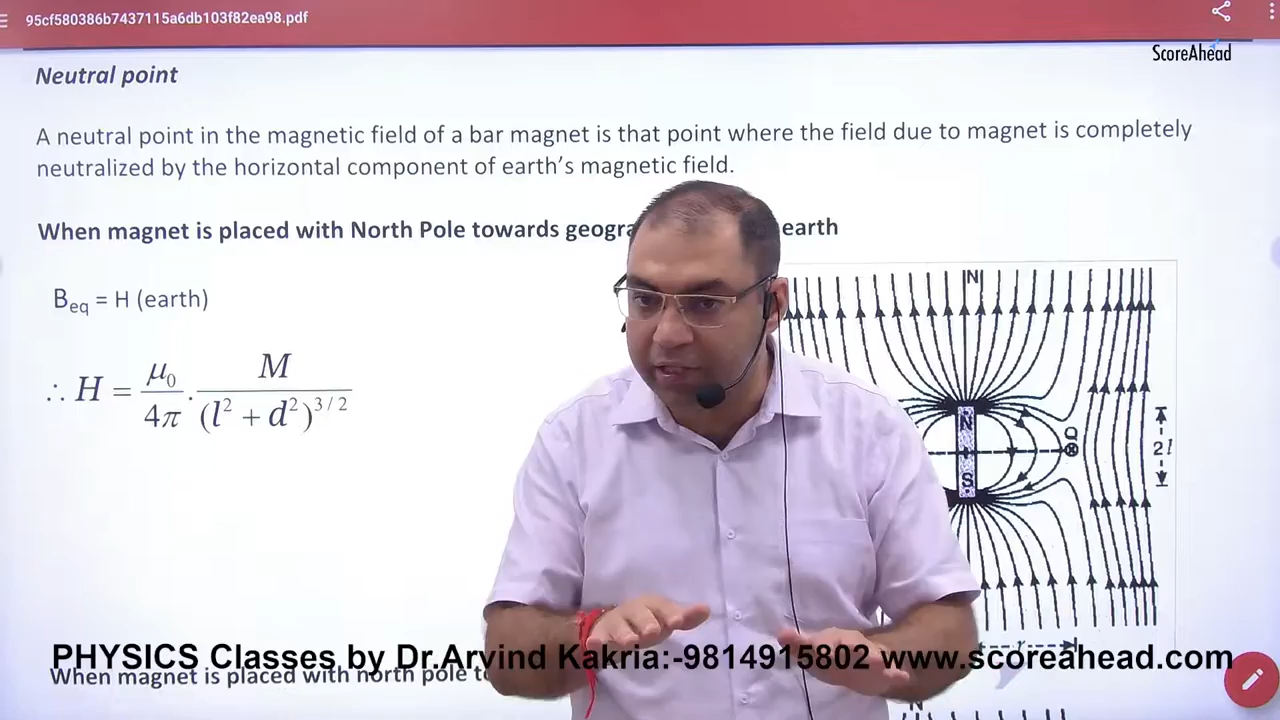 95cf580386b7437115a6db103f82ea98.pdf
ScoreAhead
Neutral point
A neutral point in the magnetic field of a bar magnet is that point where the field due to magnet is completely
neutralized by the horizontal component of earth's magnetic field.
When magnet is placed with North Pole towards earth
B_eq = H (earth)
∴ H = μ₀/4π . M/(l² + d²)^3/2
N
N
S
Q
2l
PHYSICS Classes by Dr.Arvind Kakria:-9814915802 www.scoreahead.com
When magnet is placed with north pole
N